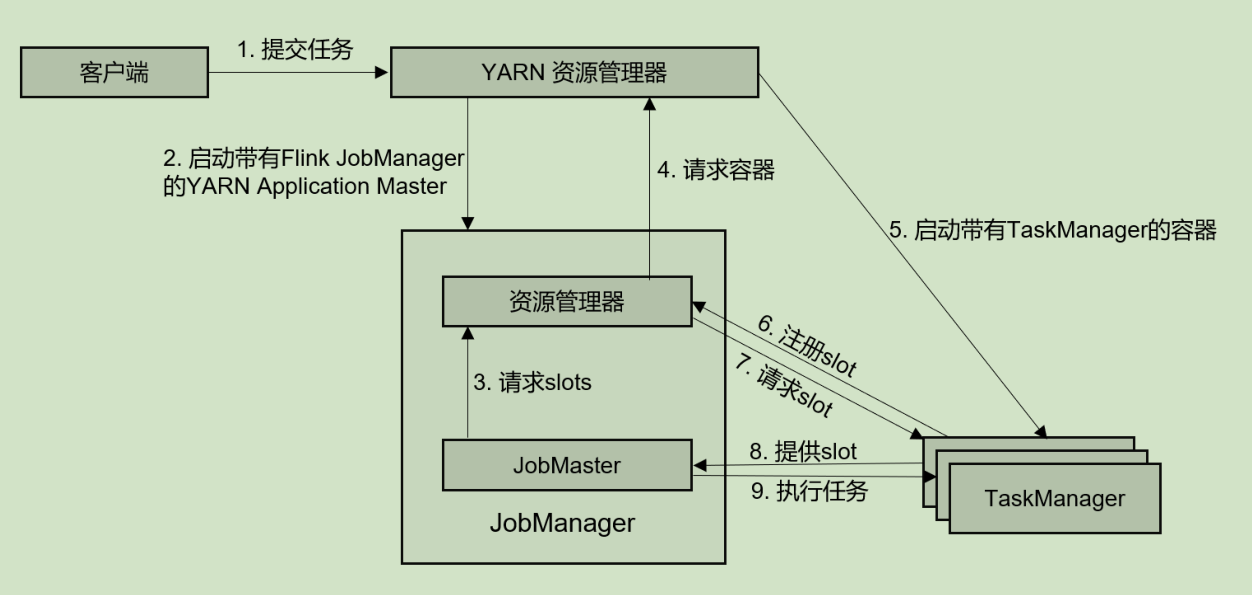 1. 提交任务
客户端
YARN 资源管理器
2. 启动带有Flink JobManager
的YARN Application Master
4. 请求容器
5. 启动带有TaskManager的容器
资源管理器
6. 注册slot
7. 请求slot
3. 请求slots
8. 提供slot
JobMaster
9. 执行任务
TaskManager
JobManager